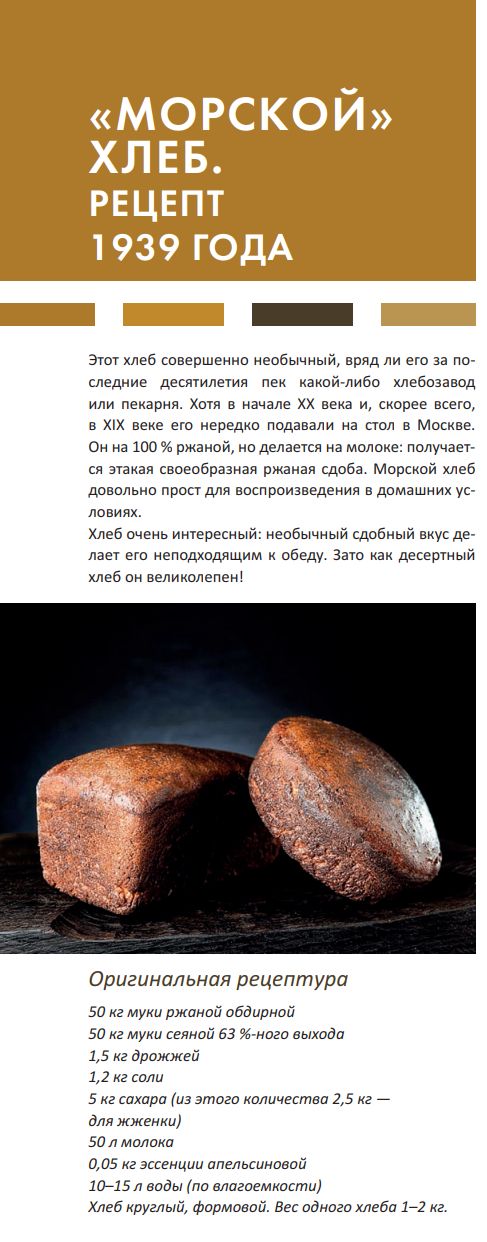 «МОРСКОЙ»
ХЛЕБ.
РЕЦЕПТ
1939 ГОДА
Этот хлеб совершенно необычный, вряд ли его за по-
следние десятилетия пек какой-либо хлебозавод
или пекарня. Хотя в начале XX века и, скорее всего,
в XIX веке его нередко подавали на стол в Москве.
Он на 100 % ржаной, но делается на молоке: получает-
ся этакая своеобразная ржаная сдоба. Морской хлеб
довольно прост для воспроизведения в домашних ус-
ловиях.
Хлеб очень интересный: необычный сдобный вкус де-
лает его неподходящим к обеду. Зато как десертный
хлеб он великолепен!
Оригинальная рецептура
50 кг муки ржаной обдирной
50 кг муки сеяной 63 %-ного выхода
1,5 кг дрожжей
1,2 кг соли
5 кг сахара (из этого количества 2,5 кг —
для жженки)
50 л молока
0,05 кг эссенции апельсиновой
10–15 л воды (по влагоемкости)
Хлеб круглый, формовой. Вес одного хлеба 1–2 кг.